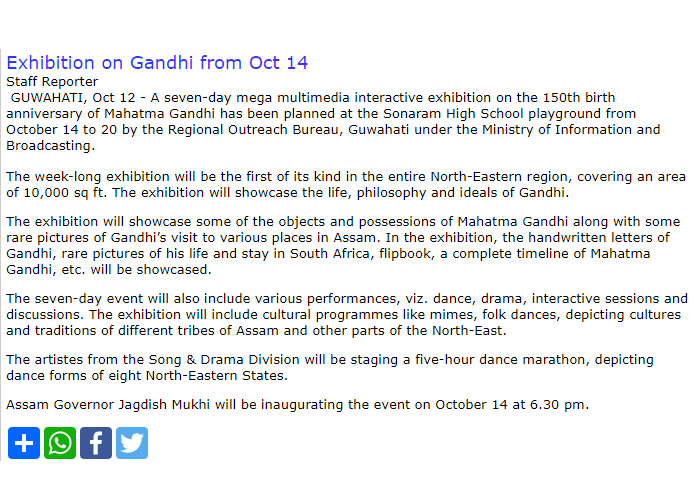 Exhibition on Gandhi from Oct 14
Staff Reporter
GUWAHATI, Oct 12 - A seven-day mega multimedia interactive exhibition on the 150th birth
anniversary of Mahatma Gandhi has been planned at the Sonaram High School playground from
October 14 to 20 by the Regional Outreach Bureau, Guwahati under the Ministry of Information and
Broadcasting.
The week-long exhibition will be the first of its kind in the entire North-Eastern region, covering an area
of 10,000 sq ft. The exhibition will showcase the life, philosophy and ideals of Gandhi.
The exhibition will showcase some of the objects and possessions of Mahatma Gandhi along with some
rare pictures of Gandhi’s visit to various places in Assam. In the exhibition, the handwritten letters of
Gandhi, rare pictures of his life and stay in South Africa, flipbook, a complete timeline of Mahatma
Gandhi, etc. will be showcased.
The seven-day event will also include various performances, viz. dance, drama, interactive sessions and
discussions. The exhibition will include cultural programmes like mimes, folk dances, depicting cultures
and traditions of different tribes of Assam and other parts of the North-East.
The artistes from the Song & Drama Division will be staging a five-hour dance marathon, depicting
dance forms of eight North-Eastern States.
Assam Governor Jagdish Mukhi will be inaugurating the event on October 14 at 6.30 pm.